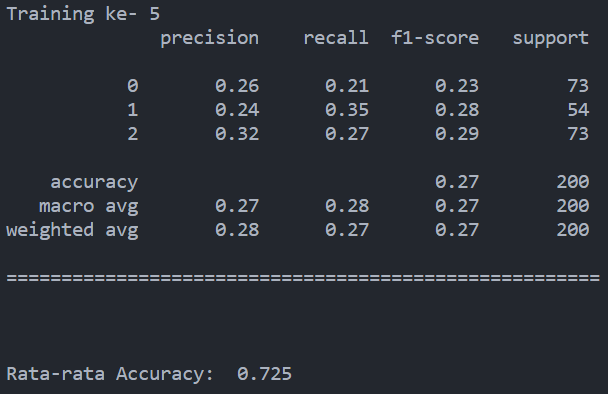 Training ke- 5
precision recall f1-score support
0 0.26 0.21 0.23 73
1 0.24 0.35 0.28 54
2 0.32 0.27 0.29 73
accuracy 0.27 200
macro avg 0.27 0.28 0.27 200
weighted avg 0.28 0.27 0.27 200
======================================================
Rata-rata Accuracy: 0.725